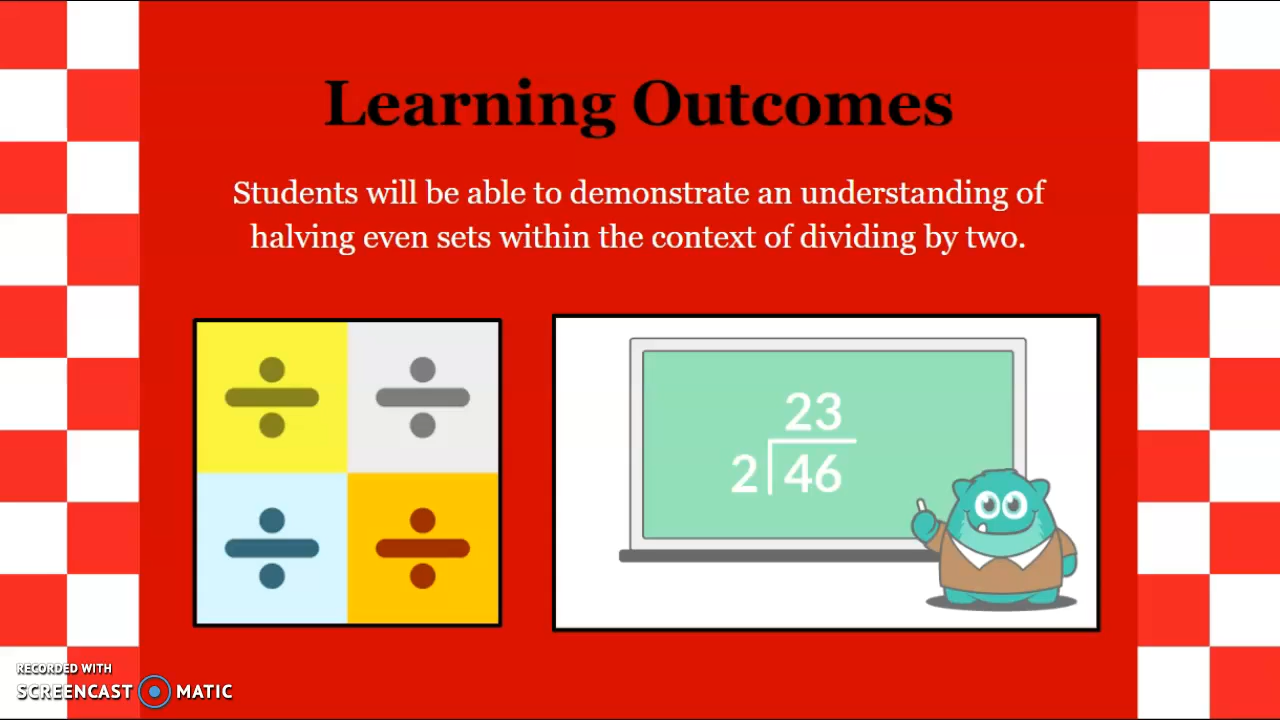 Learning Outcomes
Students will be able to demonstrate an understanding of
halving even sets within the context of dividing by two.
÷ ÷
÷ ÷
23
2 46
RECORDED WITH
SCREENCAST MATIC